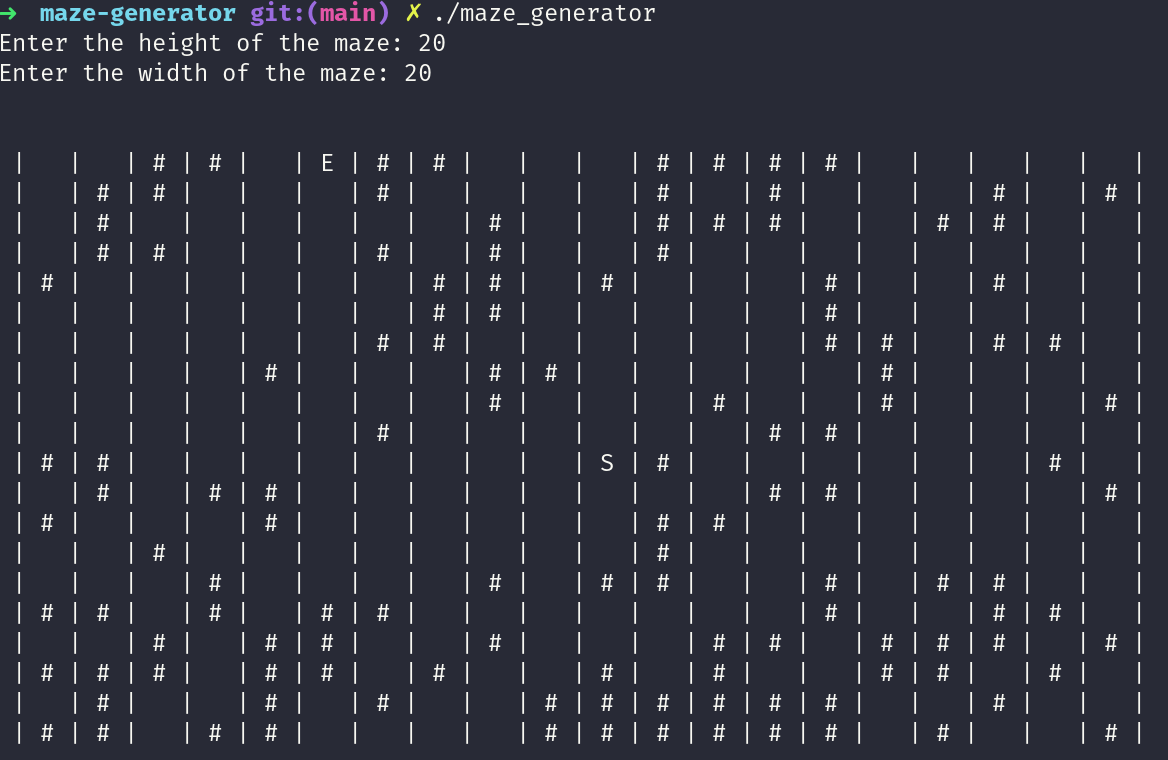 ➜  maze-generator git:(main) ✗ ./maze_generator
Enter the height of the maze: 20
Enter the width of the maze: 20
|   |   | # | # |   | E | # | # |   |   |   | # | # | # | # |   |   |   |   |   |
|   | # | # |   |   |   | # |   |   |   |   | # |   | # |   |   |   | # |   | # |
|   | # |   |   |   |   |   |   | # |   |   | # | # | # |   |   | # | # |   |   |
|   | # | # |   |   |   | # |   | # |   |   | # |   |   |   |   |   |   |   |   |
| # |   |   |   |   |   |   | # | # |   | # |   |   |   | # |   |   | # |   |   |
|   |   |   |   |   |   |   | # | # |   |   |   |   |   | # |   |   |   |   |   |
|   |   |   |   |   |   | # | # |   |   |   |   |   |   | # | # |   | # | # |   |
|   |   |   |   | # |   |   |   | # | # |   |   |   |   |   | # |   |   |   |   |
|   |   |   |   |   |   |   |   | # |   |   |   | # |   |   | # |   |   |   | # |
|   |   |   |   |   |   | # |   |   |   |   |   |   | # | # |   |   |   |   |   |
| # | # |   |   |   |   |   |   |   |   | S | # |   |   |   |   |   |   | # |   |
|   | # |   | # | # |   |   |   |   |   |   |   |   | # | # |   |   |   |   | # |
| # |   |   |   | # |   |   |   |   |   |   | # | # |   |   |   |   |   |   |   |
|   |   | # |   |   |   |   |   |   |   |   | # |   |   |   |   |   |   |   |   |
|   |   |   | # |   |   |   |   | # |   | # | # |   |   | # |   | # | # |   |   |
| # | # |   | # |   | # | # |   |   |   |   |   |   |   | # |   |   | # | # |   |
|   |   | # |   | # | # |   |   | # |   |   |   | # | # |   | # | # | # |   | # |
| # | # | # |   | # | # |   | # |   |   | # |   | # |   |   | # | # |   | # |   |
|   | # |   |   | # |   | # |   |   | # | # | # | # | # | # |   |   | # |   |   |
| # | # |   | # | # |   |   |   |   | # | # | # | # | # | # |   | # |   |   | # |